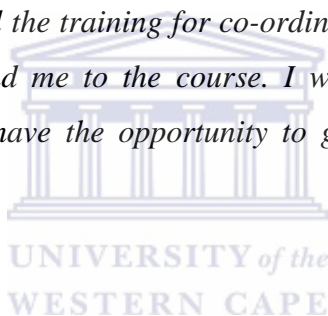 the training for co-ordin
d me to the course. I w
have the opportunity to g
UNIVERSITY of the
WESTERN CAPE